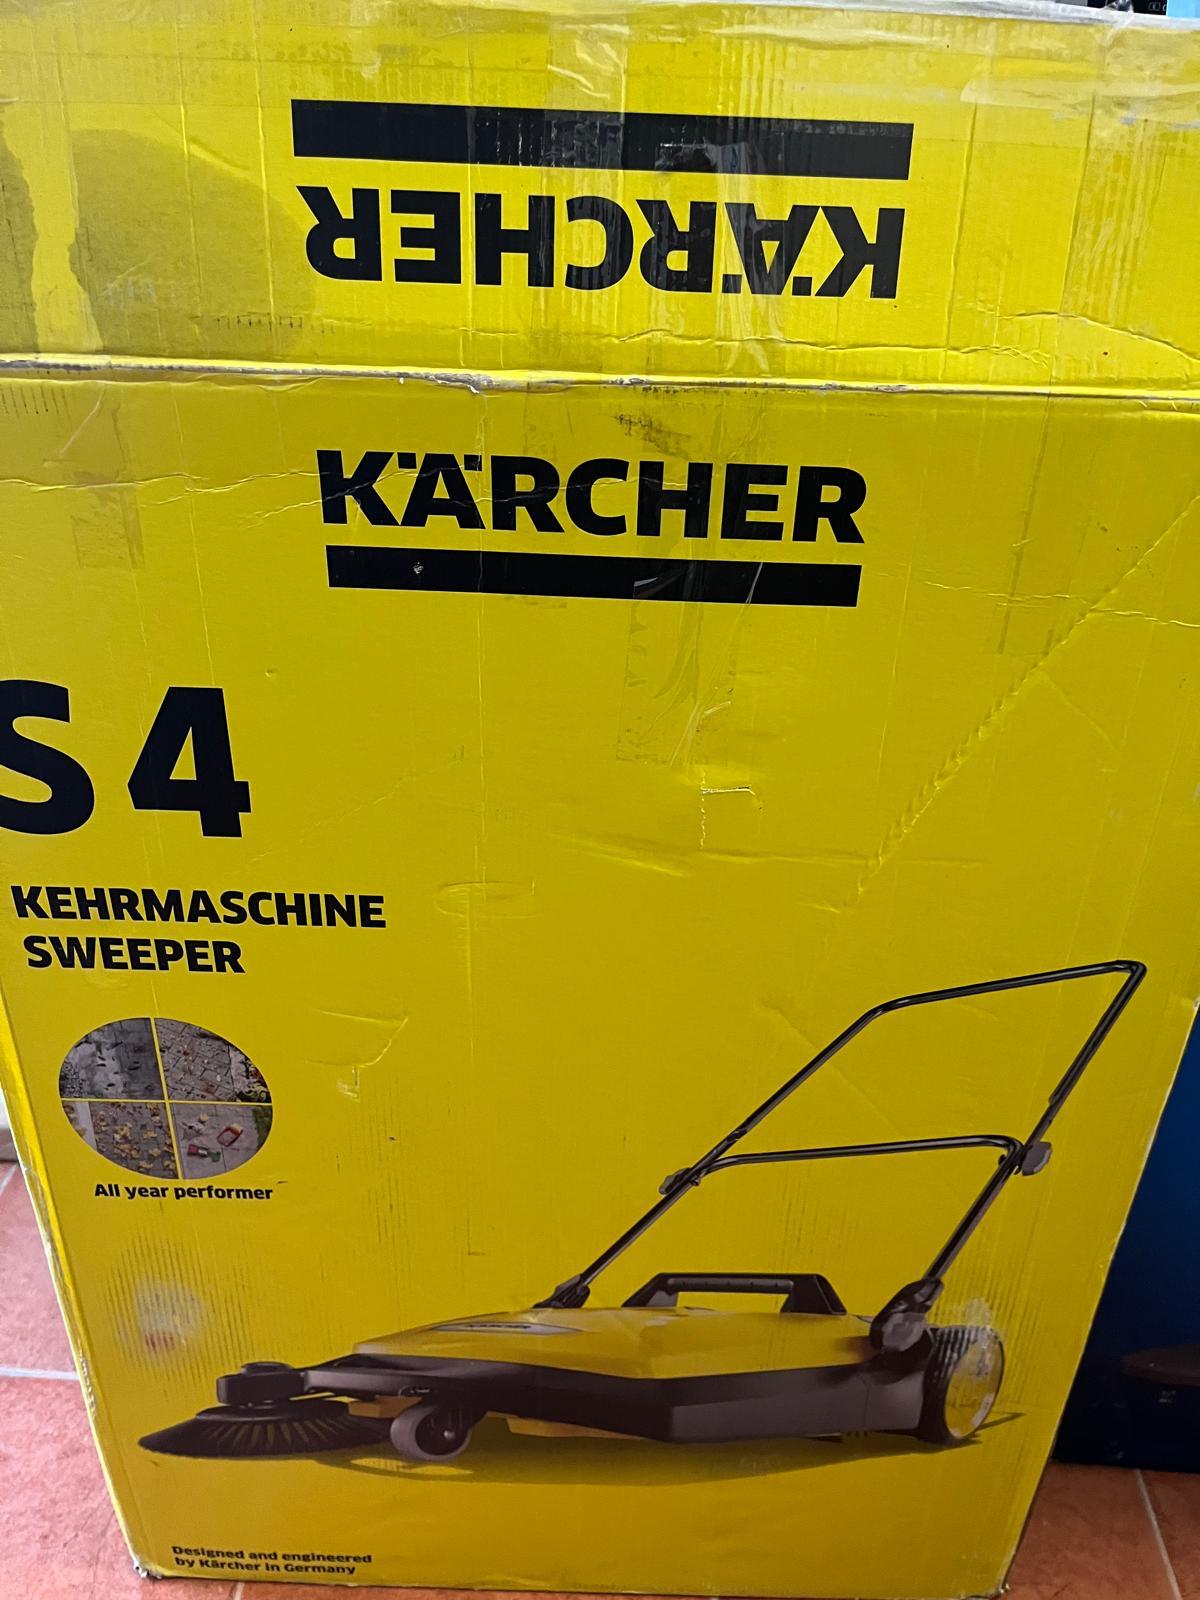 KÄRCHER
KÄRCHER
S 4
KEHRMASCHINE
SWEEPER
All year performer
Designed and engineered
by Kärcher in Germany